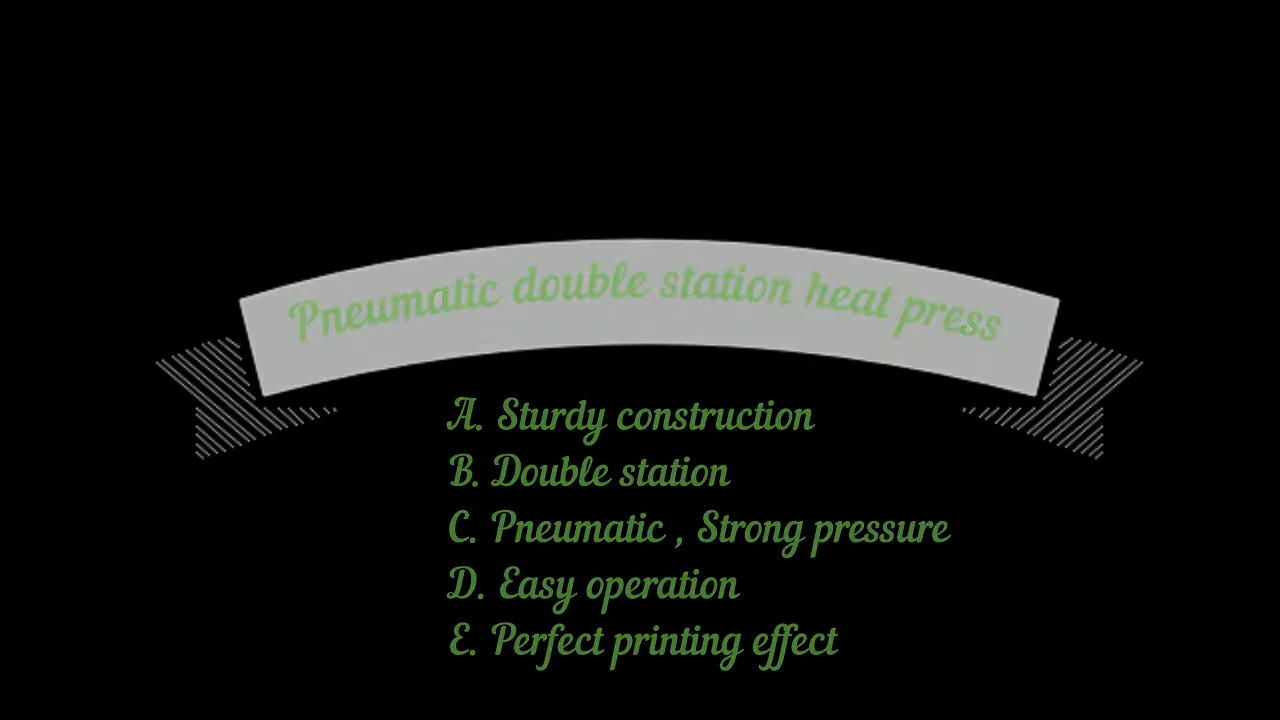 Pneumatic double station heat press
A. Sturdy construction
B. Double station
C. Pneumatic , Strong pressure
D. Easy operation
E. Perfect printing effect